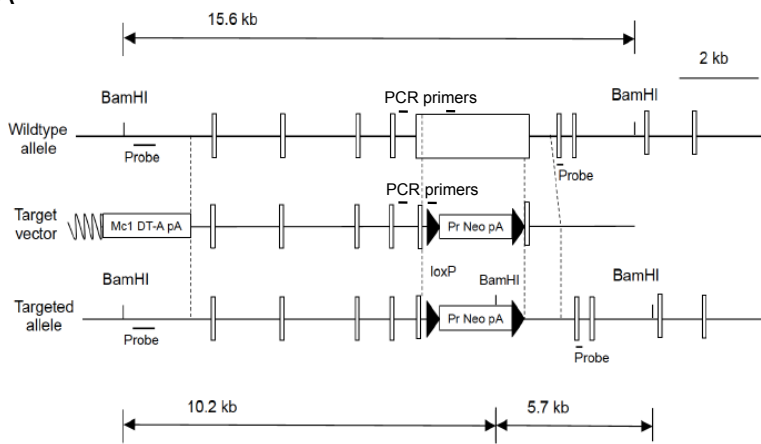 (
15.6 kb
2 kb
BamHI PCR primers BamHI
Wildtype
allele
Probe Probe
PCR primers
Target
vector
Mc1 DT-A pA Pr Neo pA
BamHI loxP BamHI BamHI
Targeted
allele
Pr Neo pA
Probe Probe
10.2 kb 5.7 kb